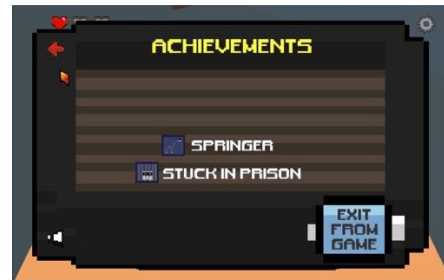 ACHIEVEMENTS
SPRINGER
STUCK IN PRISON
EXIT
FROM
GAME